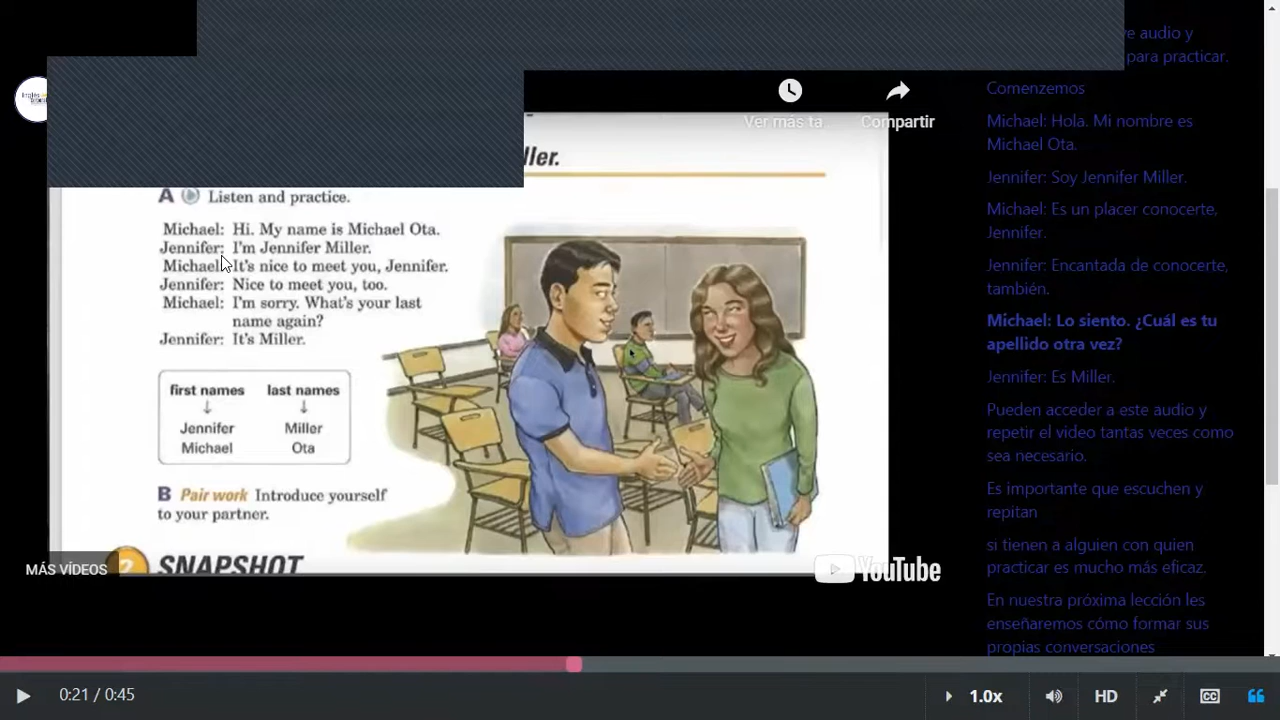 ve audio y
para practicar.
Comenzemos
Ver más ta
Compartir
Michael: Hola. Mi nombre es
Michael Ota.
ller.
Jennifer: Soy Jennifer Miller.
A Listen and practice.
Michael: Es un placer conocerte,
Jennifer.
Michael: Hi. My name is Michael Ota.
Jennifer: I'm Jennifer Miller.
Michael: It's nice to meet you, Jennifer.
Jennifer: Nice to meet you, too.
Michael: I'm sorry. What's your last
name again?
Jennifer: It's Miller.
Jennifer: Encantada de conocerte,
también.
Michael: Lo siento. ¿Cuál es tu
apellido otra vez?
Jennifer: Es Miller.
first names last names
↓ ↓
Jennifer Miller
Michael Ota
Pueden acceder a este audio y
repetir el video tantas veces como
sea necesario.
B Pair work Introduce yourself
to your partner.
Es importante que escuchen y
repitan
si tienen a alguien con quien
practicar es mucho más eficaz.
2 SNAPSHOT
MÁS VÍDEOS
YouTube
En nuestra próxima lección les
enseñaremos cómo formar sus
propias conversaciones
0:21 / 0:45
1.0x
HD
CC